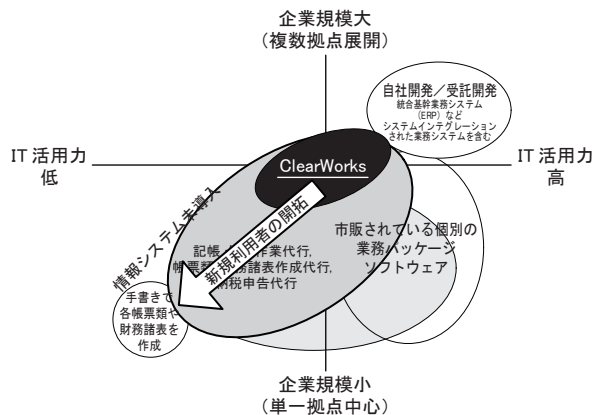 企業規模大
（複数拠点展開）
自社開発／受託開発
統合基幹業務システム
（ERP）など
システムインテグレーション
された業務システムを含む
IT 活用力
低
ClearWorks
IT 活用力
高
情報システム未導入
新規利用者の開拓
市販されている個別の
業務パッケージ
ソフトウェア
記帳
作業代行，
帳票類
務諸表作成代行，
納税申告代行
手書きで
各帳票類や
財務諸表を
作成
企業規模小
（単一拠点中心）